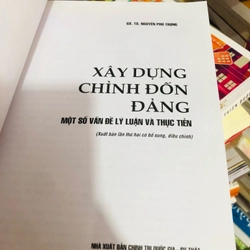 GS. TS. NGUYỄN PHÚ TRỌNG
XÂY DỰNG
CHỈNH ĐỐN
ĐẢNG
MỘT SỐ VẤN ĐỀ LÝ LUẬN VÀ THỰC TIỄN
(Xuất bản lần thứ hai có bổ sung, điều chỉnh)
NHÀ XUẤT BẢN CHÍNH TRỊ QUỐC GIA - SỰ THẬT